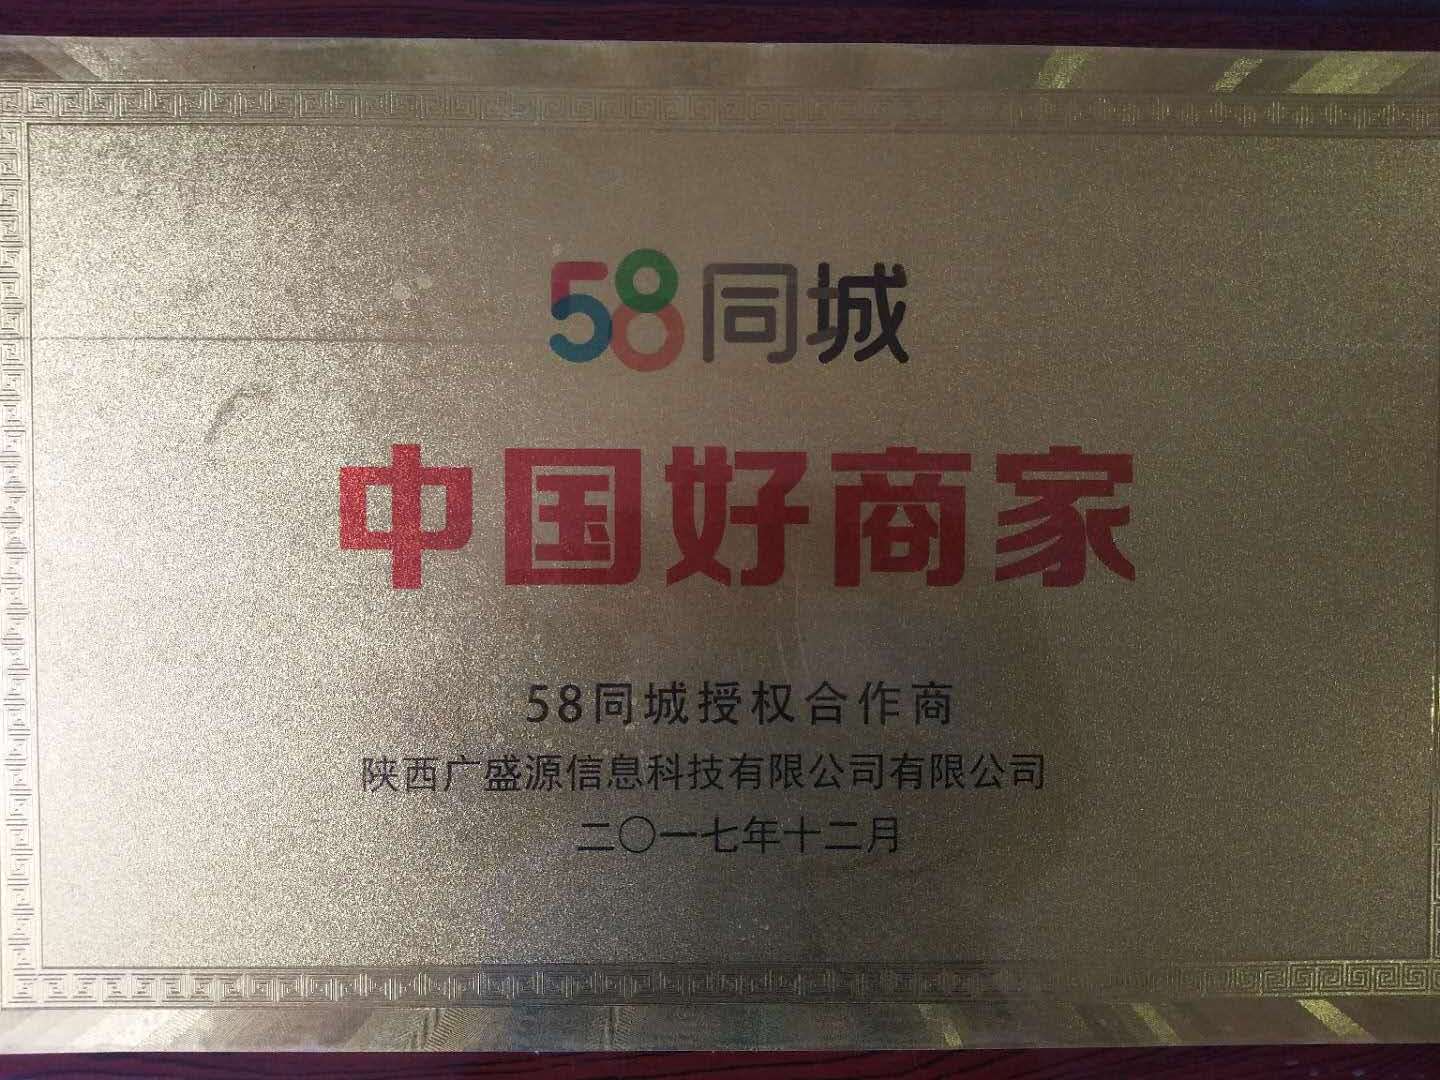 58同城
中国好商家
58同城授权合作商
陕西广盛源信息科技有限公司有限公司
二〇一七年十二月